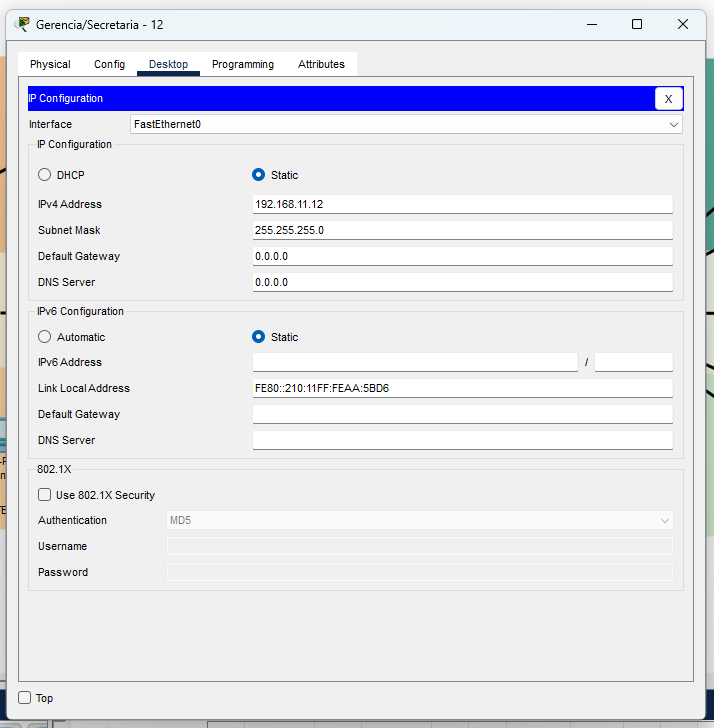 Gerencia/Secretaria - 12
Physical Config Desktop Programming Attributes
IP Configuration
X
Interface FastEthernet0
IP Configuration
DHCP Static
IPv4 Address 192.168.11.12
Subnet Mask 255.255.255.0
Default Gateway 0.0.0.0
DNS Server 0.0.0.0
IPv6 Configuration
Automatic Static
IPv6 Address /
Link Local Address FE80::210:11FF:FEAA:5BD6
Default Gateway
DNS Server
802.1X
Use 802.1X Security
Authentication MD5
Username
Password
Top